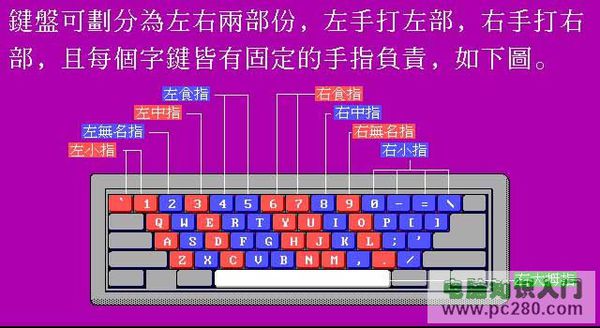 鍵盤可劃分為左右兩部份，左手打左部，右手打右
部，且每個字鍵皆有固定的手指負責，如下圖。
左食指 右食指
左中指 右中指
左無名指 右無名指
左小指 右小指
` 1 2 3 4 5 6 7 8 9 0 - = \
Q W E R T Y U I O P [ ]
A S D F G H J K L ; '
Z X C V B N M , . /
右大拇指
电脑知识入门
www.pc280.com